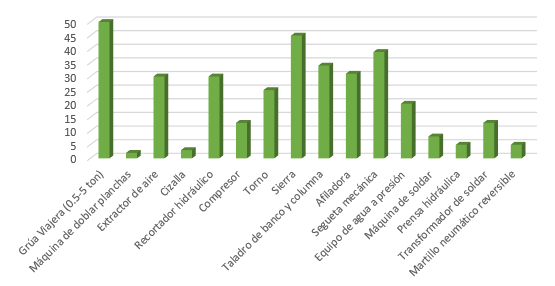 50
45
40
35
30
25
20
15
10
5
0
Grúa Viajera (0.5-5 ton)
Máquina de doblar planchas
Extractor de aire
Cizalla
Recortador hidráulico
Compresor
Torno
Sierra
Taladro de banco y columna
Afiladora
Segueta mecánica
Equipo de agua a presión
Máquina de soldar
Prensa hidráulica
Transformador de soldar
Martillo neumático reversible